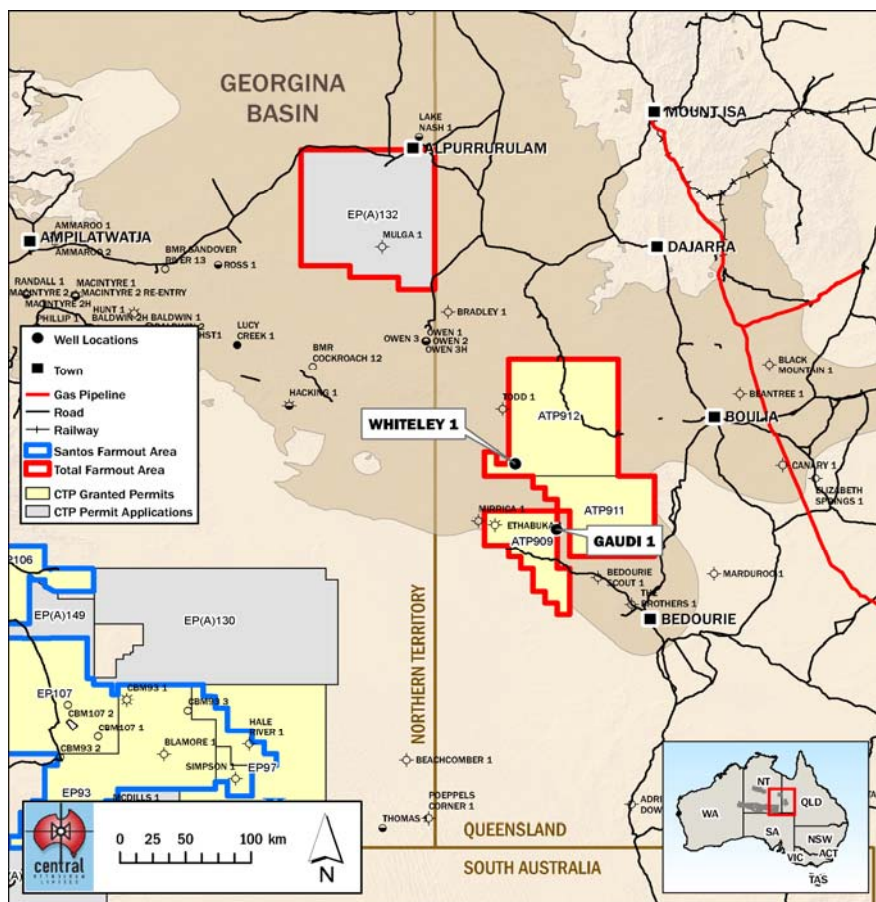 GEORGINA
BASIN
LAKE
NASH 1
ALPURRURULAM
MOUNT ISA
EP(A)132
MULGA 1
AMMAROO 1
AMPILATWATJA
AMMAROO 2
BMR SANDOVER
RIVER 13
ROSS 1
DAJARRA
RANDALL 1
MACINTYRE 1
MACINTYRE 2
MACINTYRE 2 RE-ENTRY
MACINTYRE 2H
HUNT 1
PHILLIP 1
BALDWIN 2H
BALDWIN 1
LUCY
CREEK 1
BMR
COCKROACH 12
BRADLEY 1
OWEN 3
OWEN 1
OWEN 2
OWEN 3H
HACKING 1
BLACK
MOUNTAIN 1
BEANTREE 1
TODD 1
ATP912
BOULIA
WHITELEY 1
CANARY 1
ELIZABETH
SPRINGS 1
MIRRICA 1
ATP911
ATP909
GAUDI 1
BEDOURIE
SCOUT 1
MARDUROO 1
THE
BROTHERS 1
BEDOURIE
Well Locations
Town
Gas Pipeline
Road
Railway
Santos Farmout Area
Total Farmout Area
CTP Granted Permits
CTP Permit Applications
EP(A)149
EP(A)130
NORTHERN TERRITORY
EP107
CBM93 1
CBM107 2
CBM93 3
CBM107 1
CBM93 2
HALE
RIVER 1
BLAMORE 1
SIMPSON 1
EP97
EP93
MCDILLS 1
BEACHCOMBER 1
POEPPELS
CORNER 1
THOMAS 1
QUEENSLAND
SOUTH AUSTRALIA
central
PETROLEUM
LIMITED
0 25 50 100 km
N
NT
WA
QLD
SA
NSW
VIC
ACT
TAS